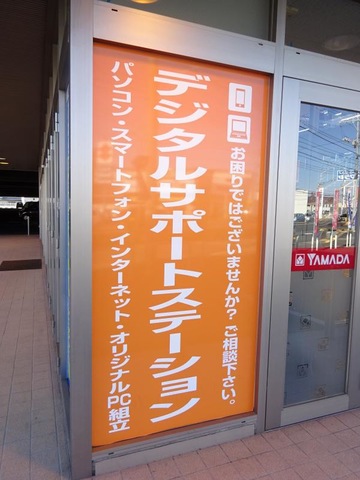 お困りではございませんか?ご相談下さい。
デジタルサポートステーション
パソコン・スマートフォン・インターネット・オリジナルPC組立
YAMADA